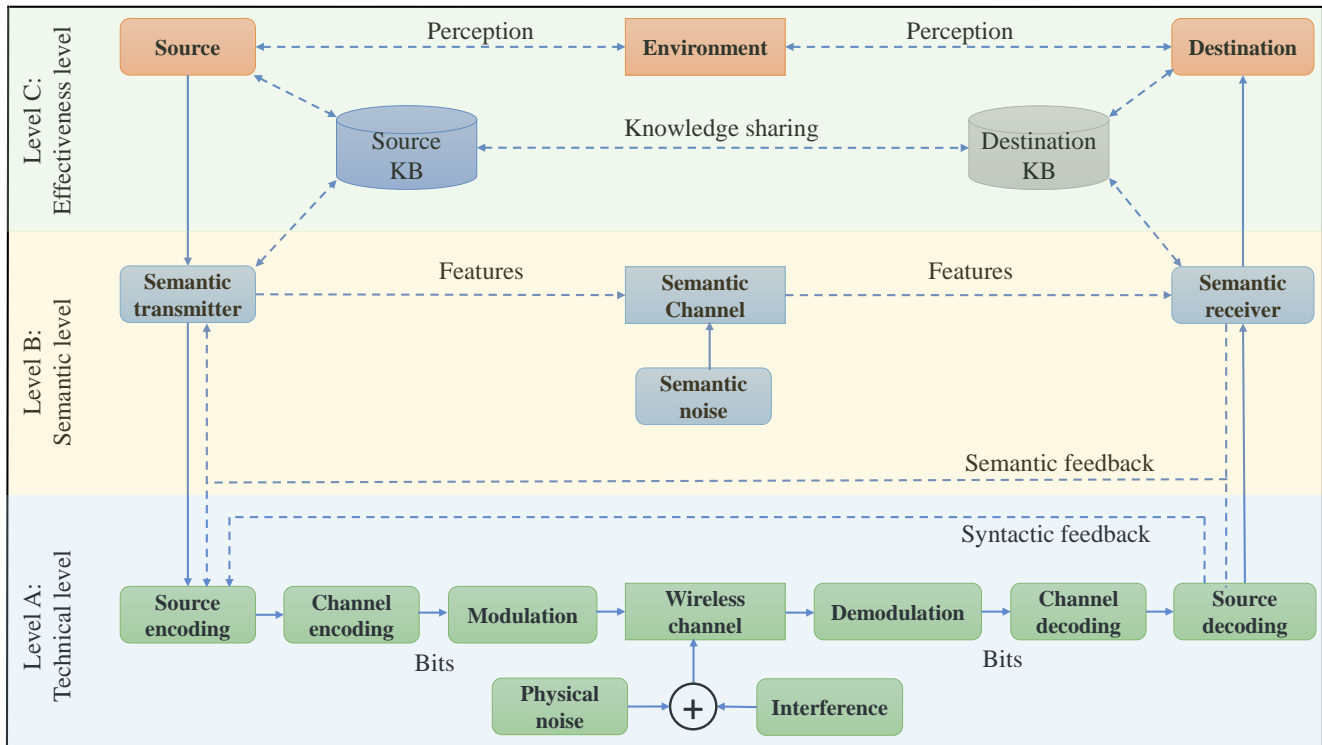 Level C:
Effectiveness level
Source
Perception
Environment
Perception
Destination
Source
KB
Knowledge sharing
Destination
KB
Level B:
Semantic level
Semantic
transmitter
Features
Semantic
Channel
Features
Semantic
receiver
Semantic
noise
Semantic feedback
Level A:
Technical level
Syntactic feedback
Source
encoding
Channel
encoding
Modulation
Wireless
channel
Demodulation
Channel
decoding
Source
decoding
Bits
Bits
Physical
noise
+
Interference